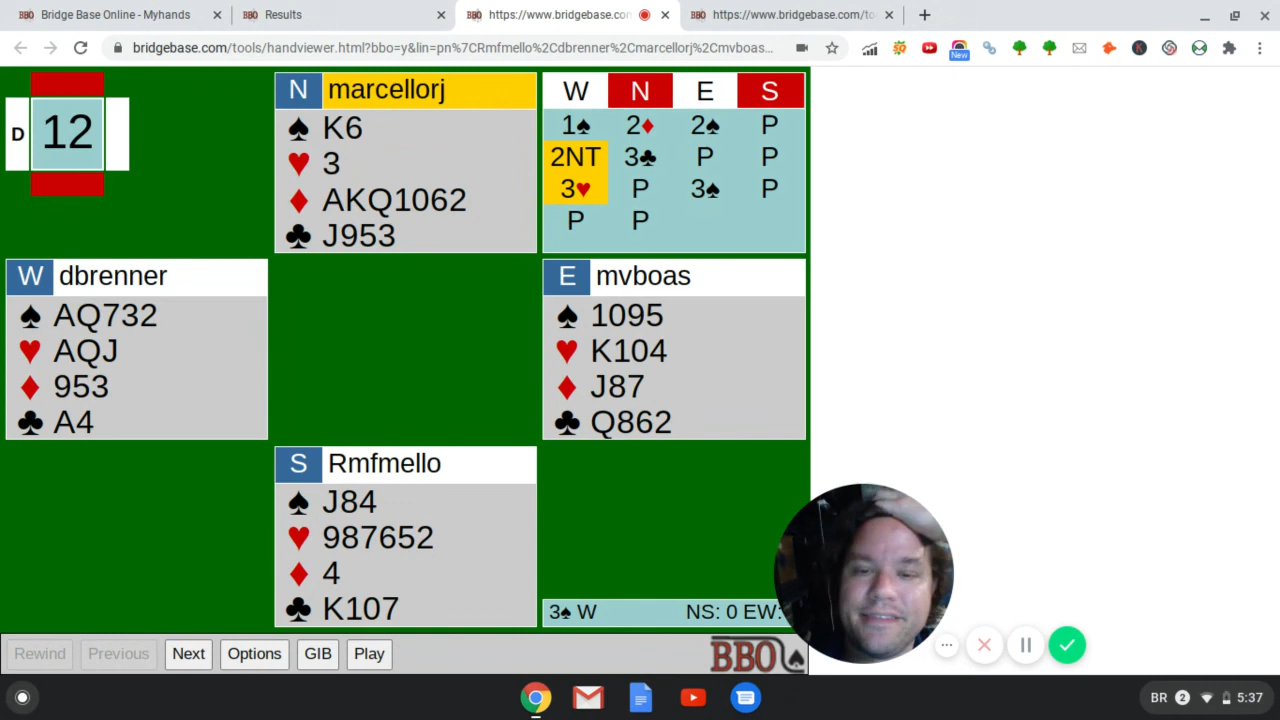 Bridge Base Online - Myhands
Results
https://www.bridgebase.con
https://www.bridgebase.com/to
bridgebase.com/tools/handviewer.html?bbo=y&lin=pn%7CRmfmello%2Cdbrenner%2Cmarcellorj%2Cmvboas...
New
D 12
N marcellorj
♠ K6
♥ 3
♦ AKQ1062
♣ J953
W N E S
1♠ 2♦ 2♠ P
2NT 3♣ P P
3♥ P 3♠ P
P P
W dbrenner
♠ AQ732
♥ AQJ
♦ 953
♣ A4
E mvboas
♠ 1095
♥ K104
♦ J87
♣ Q862
S Rmfmello
♠ J84
♥ 987652
♦ 4
♣ K107
3♠ W NS: 0 EW:
Rewind Previous Next Options GIB Play
BBO
BR 2 5:37